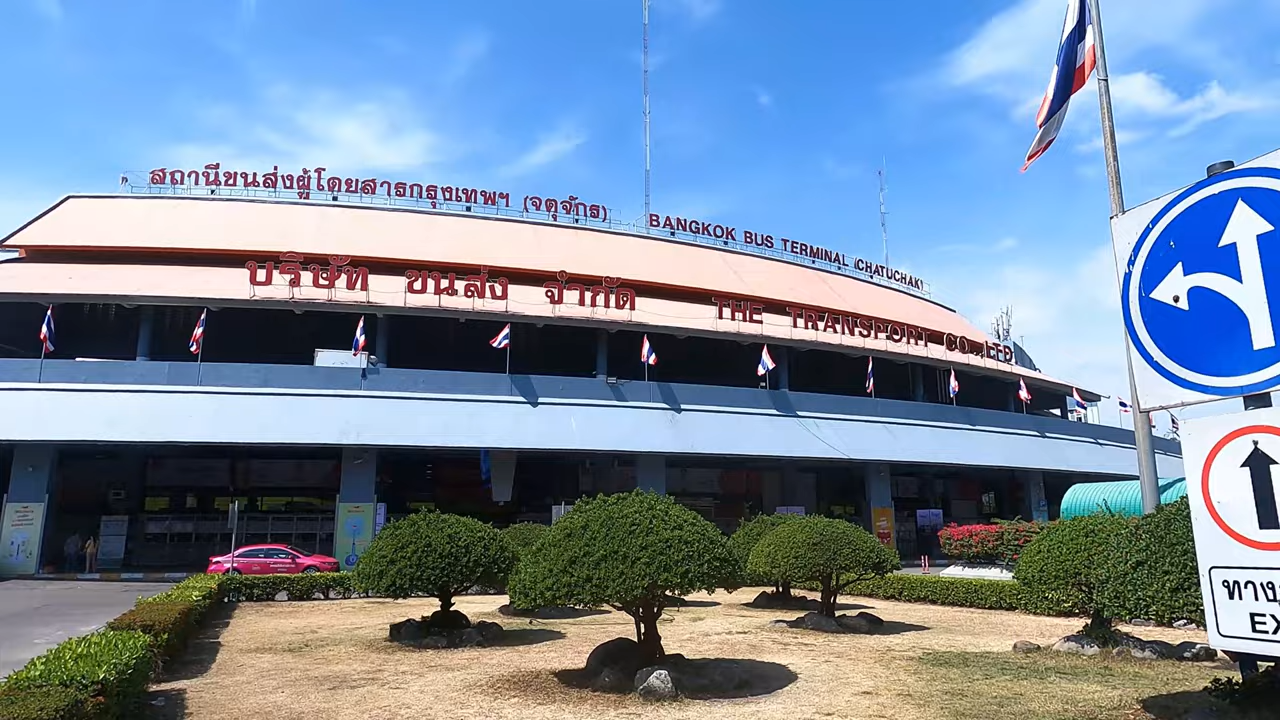 สถานีขนส่งผู้โดยสารกรุงเทพฯ (จตุจักร)
BANGKOK BUS TERMINAL (CHATUCHAK)
บริษัท ขนส่ง จำกัด
THE TRANSPORT CO.,LTD